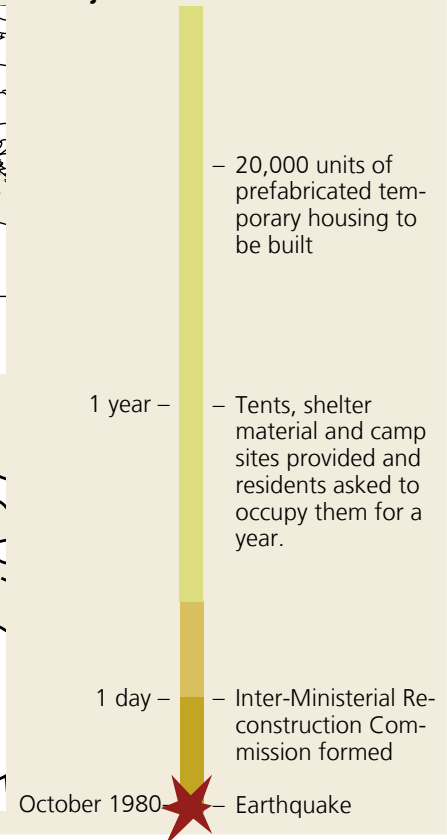 – 20,000 units of
prefabricated tem-
porary housing to
be built
1 year –
– Tents, shelter
material and camp
sites provided and
residents asked to
occupy them for a
year.
1 day –
– Inter-Ministerial Re-
construction Com-
mission formed
October 1980–
– Earthquake